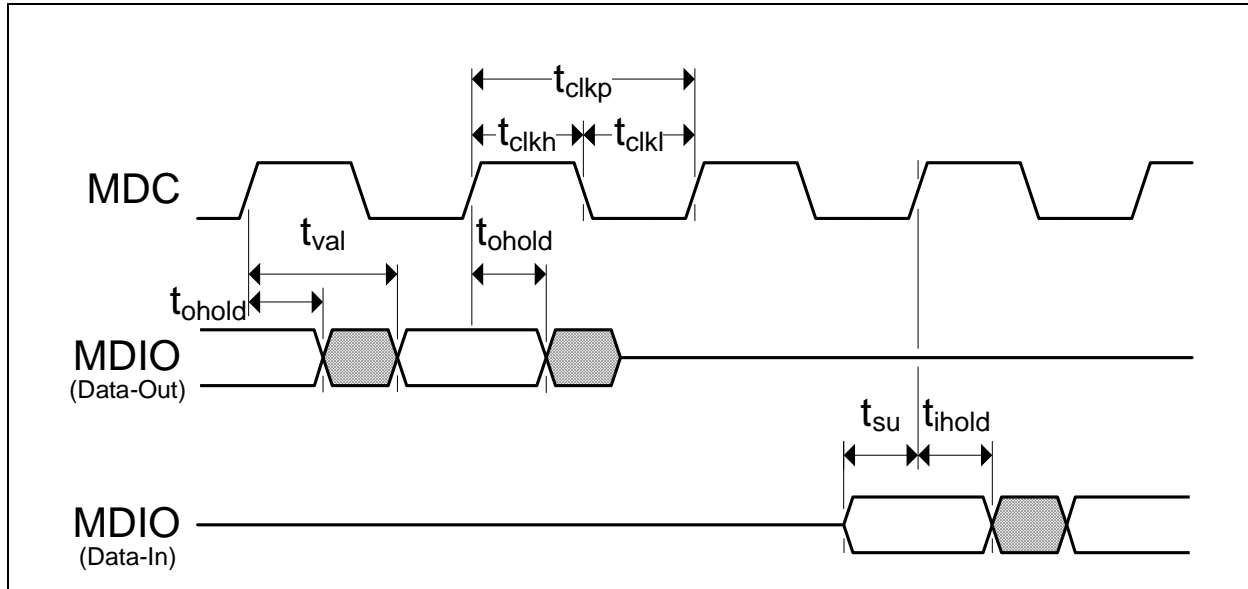 tclkp
tclkh
tclkl
MDC
tval
tohold
tohold
MDIO
(Data-Out)
tsu
tihold
MDIO
(Data-In)